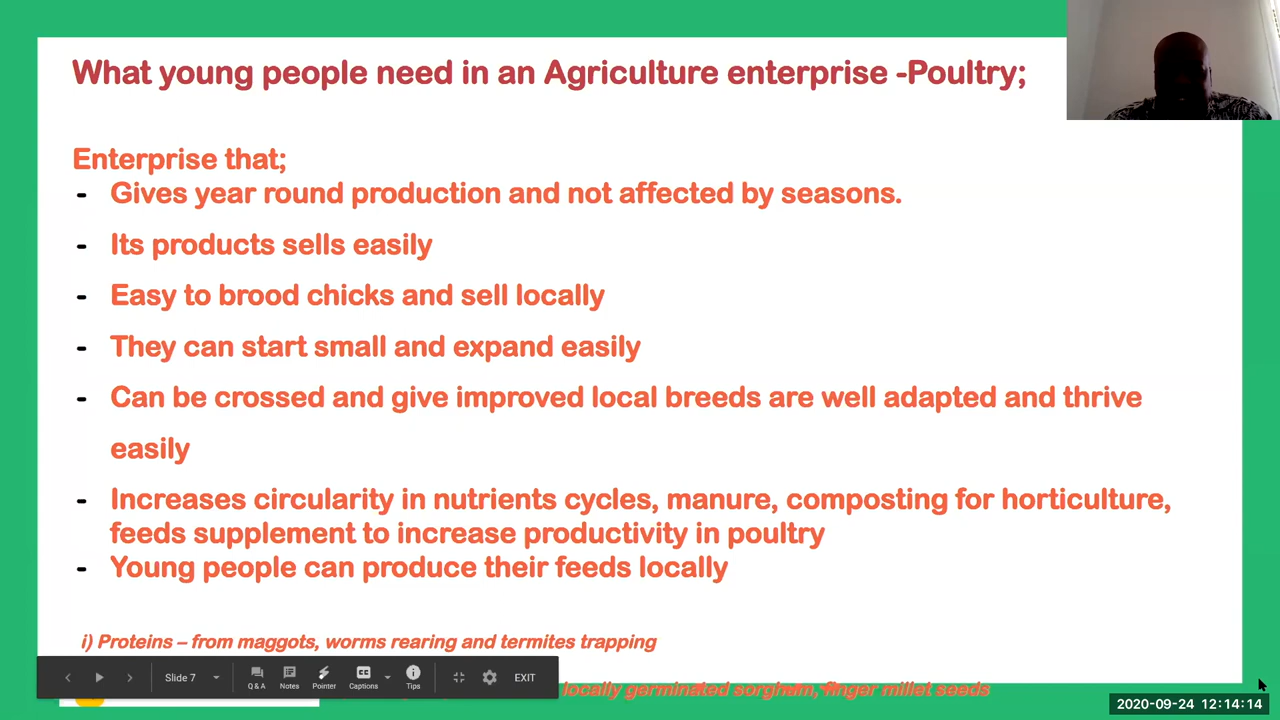 What young people need in an Agriculture enterprise -Poultry;
Enterprise that;
- Gives year round production and not affected by seasons.
- Its products sells easily
- Easy to brood chicks and sell locally
- They can start small and expand easily
- Can be crossed and give improved local breeds are well adapted and thrive
easily
- Increases circularity in nutrients cycles, manure, composting for horticulture,
feeds supplement to increase productivity in poultry
- Young people can produce their feeds locally
i) Proteins – from maggots, worms rearing and termites trapping
locally germinated sorghum, finger millet seeds
Slide 7
Q & A Notes Pointer Captions Tips EXIT
2020-09-24 12:14:14